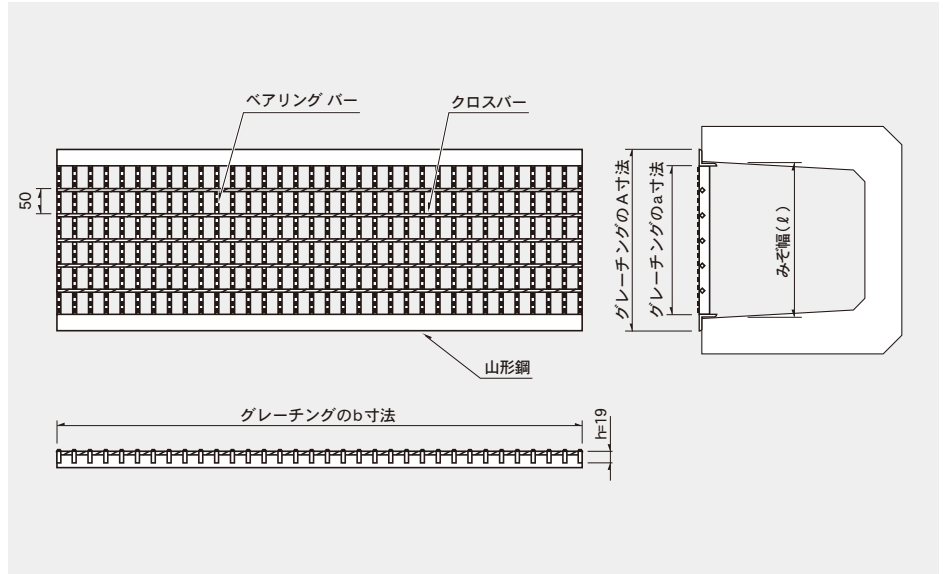 ベアリング バー
クロスバー
50
グレーチングのA寸法
グレーチングのa寸法
みぞ幅(ℓ)
山形鋼
グレーチングのb寸法
h=19